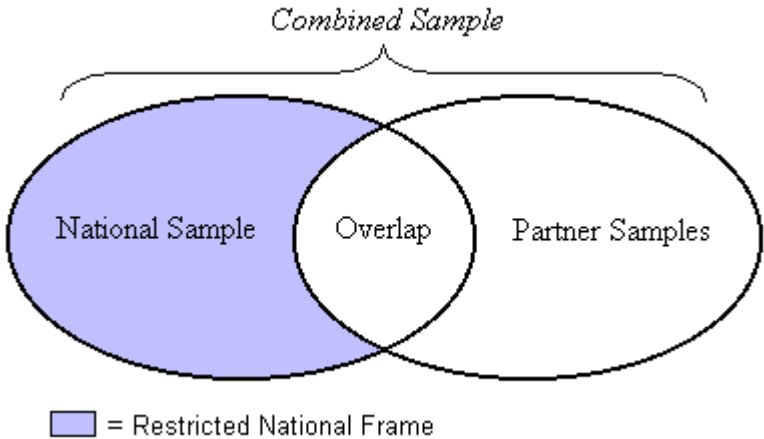 Combined Sample
National Sample
Overlap
Partner Samples
= Restricted National Frame